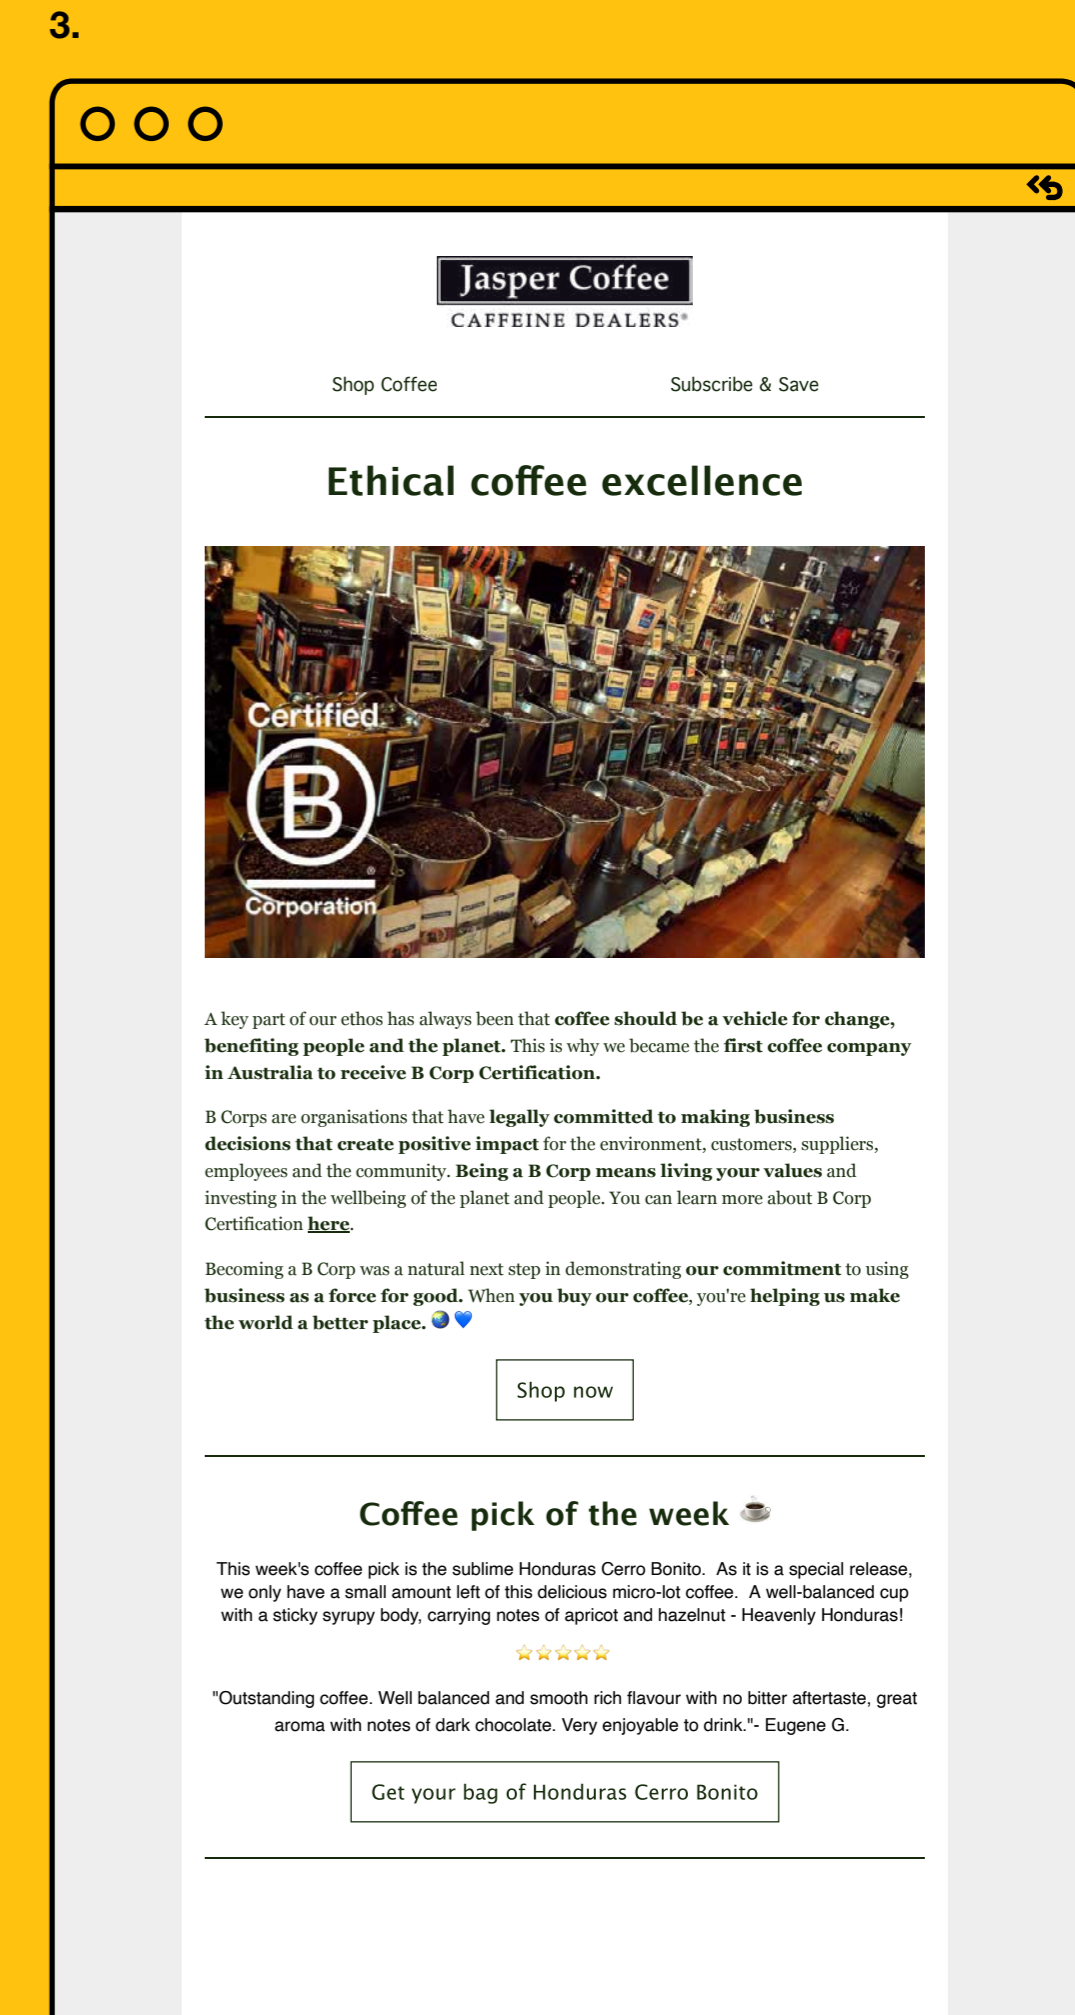 3.
Jasper Coffee
CAFFEINE DEALERS®
Shop Coffee
Subscribe & Save
Ethical coffee excellence
Certified
B
®
Corporation
A key part of our ethos has always been that coffee should be a vehicle for change,
benefiting people and the planet. This is why we became the first coffee company
in Australia to receive B Corp Certification.
B Corps are organisations that have legally committed to making business
decisions that create positive impact for the environment, customers, suppliers,
employees and the community. Being a B Corp means living your values and
investing in the wellbeing of the planet and people. You can learn more about B Corp
Certification here.
Becoming a B Corp was a natural next step in demonstrating our commitment to using
business as a force for good. When you buy our coffee, you're helping us make
the world a better place. 🌏 💙
Shop now
Coffee pick of the week ☕
This week's coffee pick is the sublime Honduras Cerro Bonito.  As it is a special release,
we only have a small amount left of this delicious micro-lot coffee.  A well-balanced cup
with a sticky syrupy body, carrying notes of apricot and hazelnut - Heavenly Honduras!
⭐⭐⭐⭐⭐
"Outstanding coffee. Well balanced and smooth rich flavour with no bitter aftertaste, great
aroma with notes of dark chocolate. Very enjoyable to drink."- Eugene G.
Get your bag of Honduras Cerro Bonito